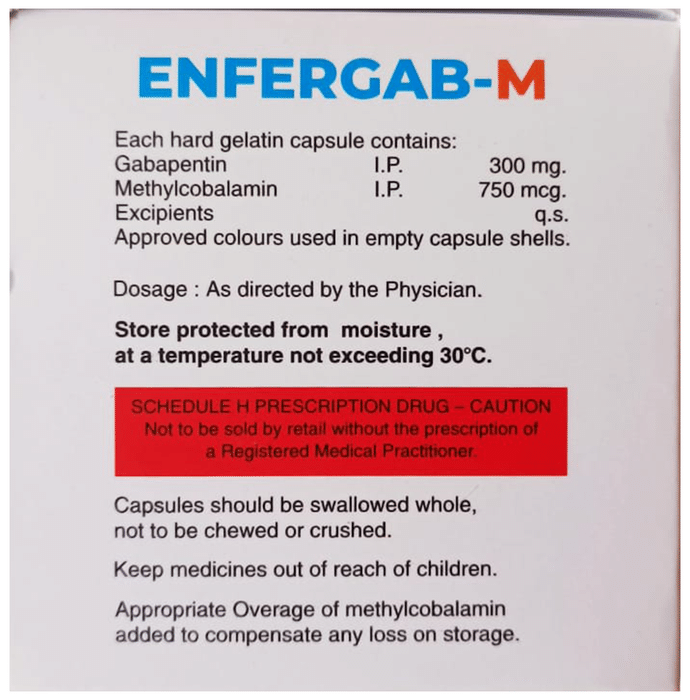 ENFERGAB-M
Each hard gelatin capsule contains:
Gabapentin I.P. 300 mg.
Methylcobalamin I.P. 750 mcg.
Excipients q.s.
Approved colours used in empty capsule shells.
Dosage : As directed by the Physician.
Store protected from moisture ,
at a temperature not exceeding 30°C.
SCHEDULE H PRESCRIPTION DRUG – CAUTION
Not to be sold by retail without the prescription of
a Registered Medical Practitioner.
Capsules should be swallowed whole,
not to be chewed or crushed.
Keep medicines out of reach of children.
Appropriate Overage of methylcobalamin
added to compensate any loss on storage.